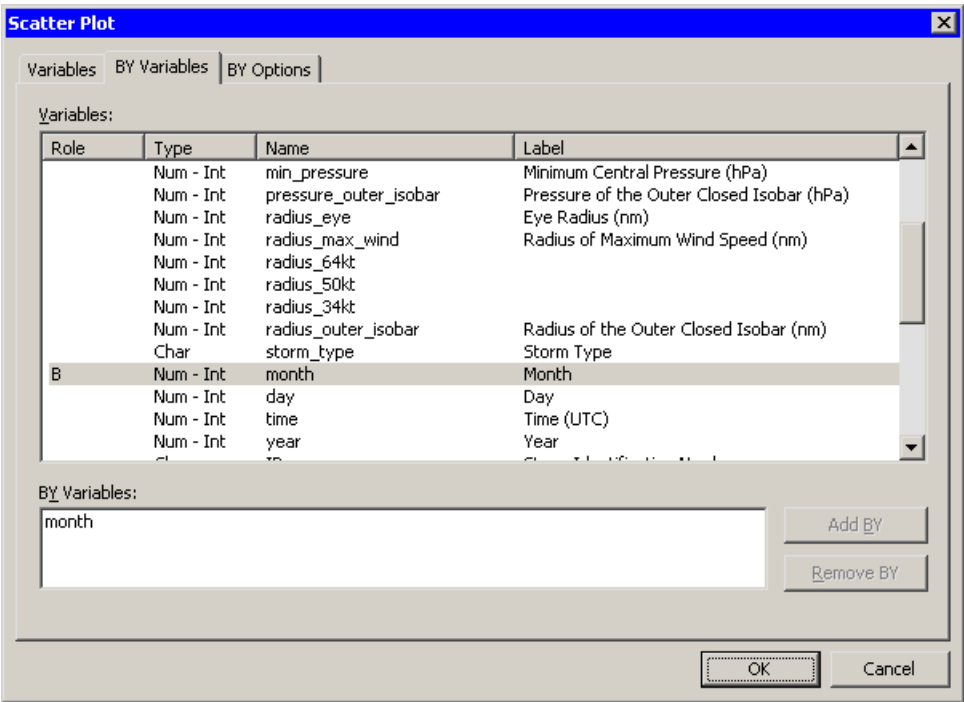 Scatter Plot
Variables BY Variables BY Options
Variables:
Role Type Name Label
Num - Int min_pressure Minimum Central Pressure (hPa)
Num - Int pressure_outer_isobar Pressure of the Outer Closed Isobar (hPa)
Num - Int radius_eye Eye Radius (nm)
Num - Int radius_max_wind Radius of Maximum Wind Speed (nm)
Num - Int radius_64kt
Num - Int radius_50kt
Num - Int radius_34kt
Num - Int radius_outer_isobar Radius of the Outer Closed Isobar (nm)
Char storm_type Storm Type
B Num - Int month Month
Num - Int day Day
Num - Int time Time (UTC)
Num - Int year Year
BY Variables:
month
Add BY
Remove BY
OK Cancel